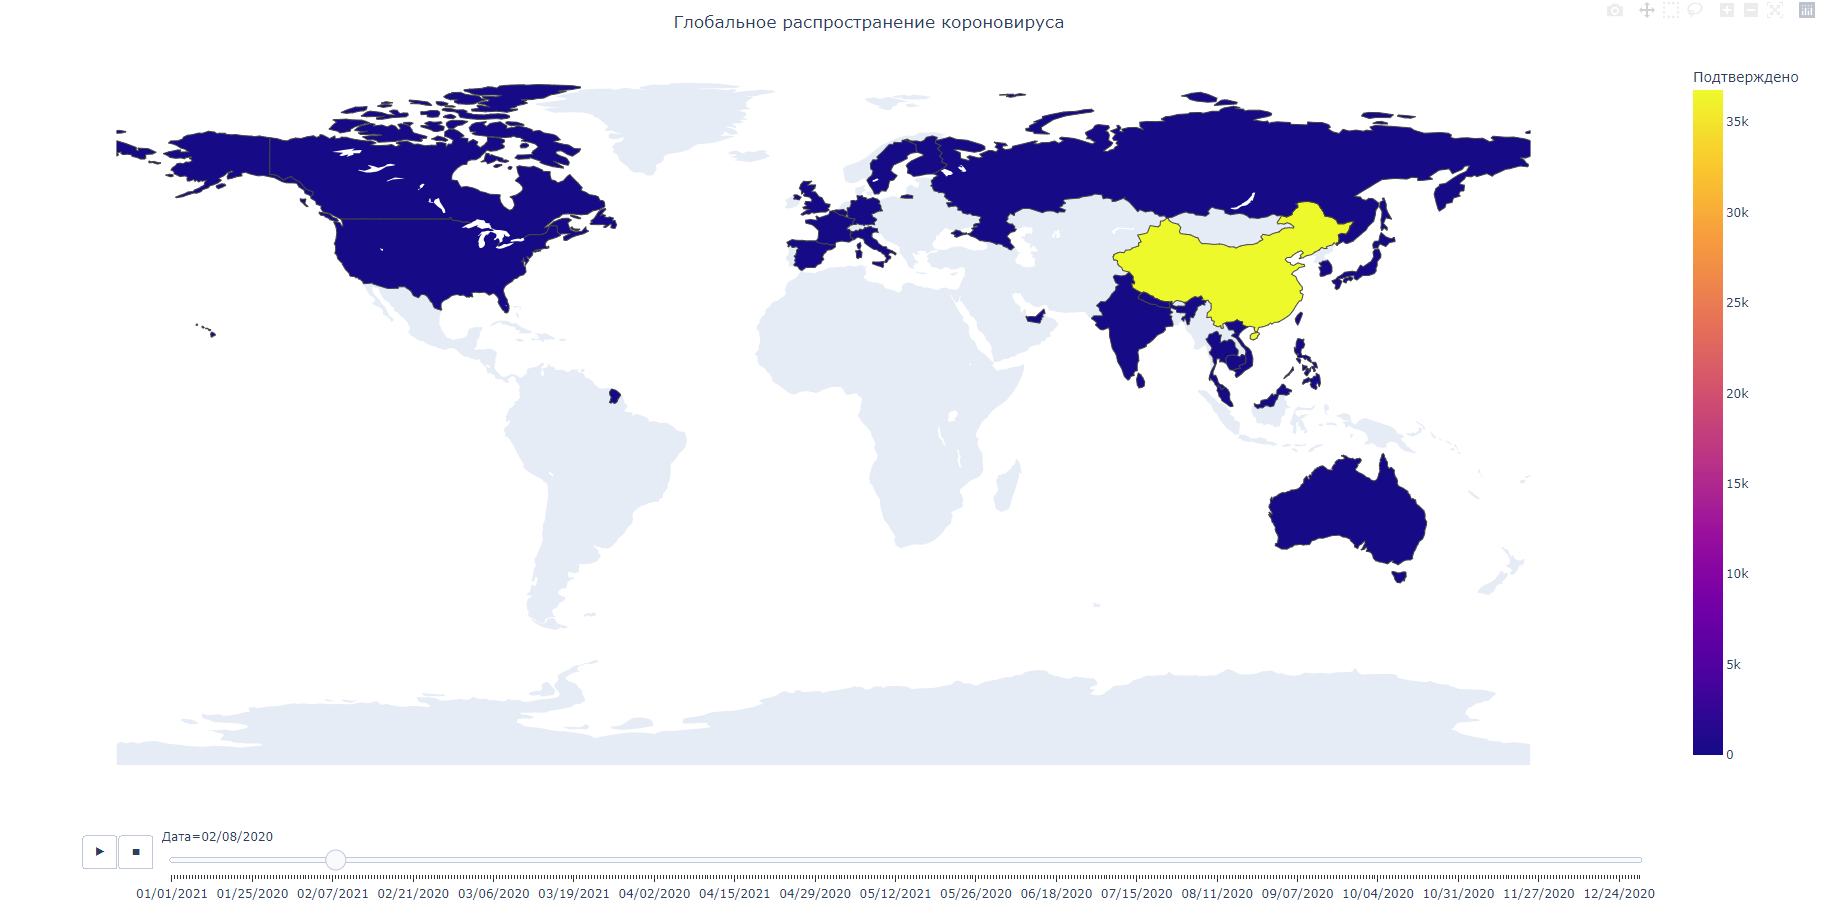 Глобальное распространение короновируса
Подтверждено
35k
30k
25k
20k
15k
10k
5k
0
Дата=02/08/2020
01/01/2021 01/25/2020 02/07/2021 02/21/2020 03/06/2020 03/19/2021 04/02/2020 04/15/2021 04/29/2020 05/12/2021 05/26/2020 06/18/2020 07/15/2020 08/11/2020 09/07/2020 10/04/2020 10/31/2020 11/27/2020 12/24/2020